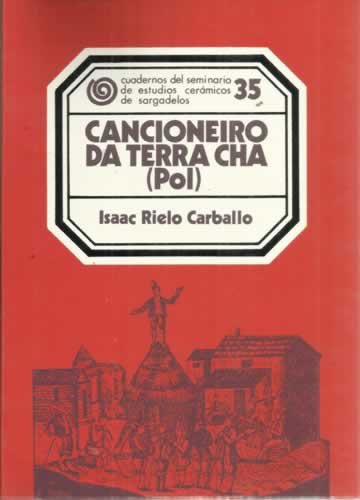 cuadernos del seminario
de estudios cerámicos 35
de sargadelos
CANCIONEIRO
DA TERRA CHA
(Pol)
Isaac Rielo Carballo